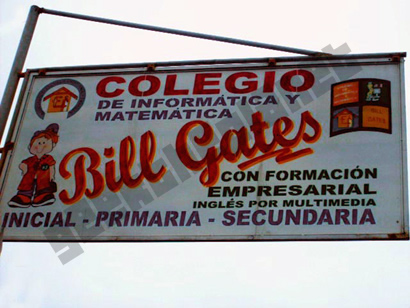 COLEGIO
DE INFORMÁTICA Y
MATEMÁTICA
Bill Gates
CON FORMACIÓN
EMPRESARIAL
INGLÉS POR MULTIMEDIA
INICIAL - PRIMARIA - SECUNDARIA